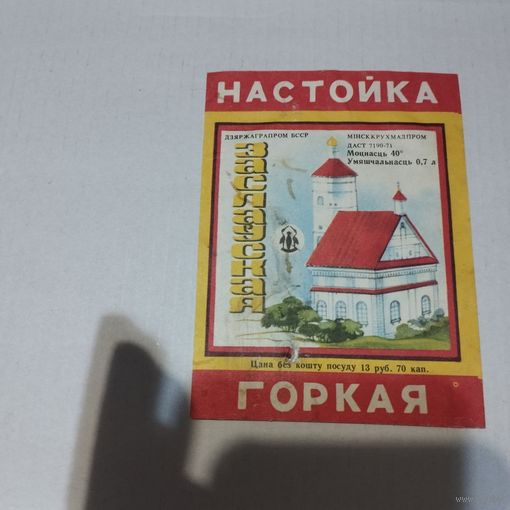 НАСТОЙКА
ДЗЯРЖАГРАПРОМ БССР
МІНСККРУХМАЛПРОМ
ДАСТ 7190-71
Моцнасць 40°
Умяшчальнасць 0,7 л
ЗАСЛАЎСКАЯ
Цана без кошту посуду 13 руб. 70 кап.
ГОРКАЯ